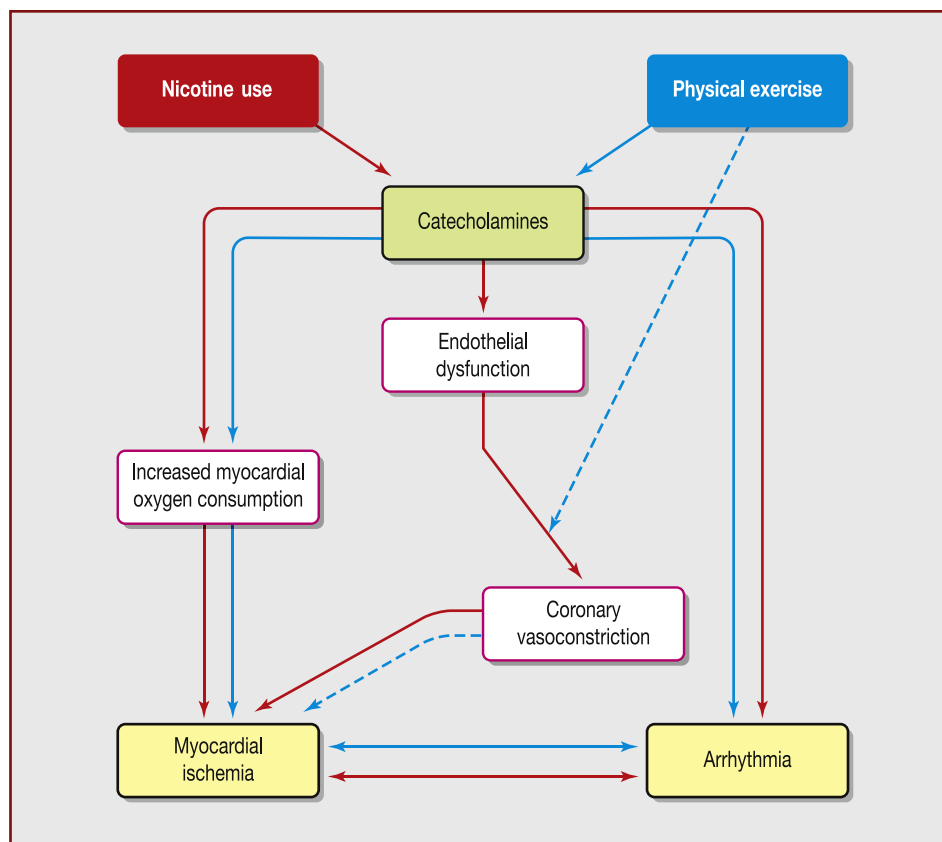 Nicotine use
Physical exercise
Catecholamines
Endothelial
dysfunction
Increased myocardial
oxygen consumption
Coronary
vasoconstriction
Myocardial
ischemia
Arrhythmia